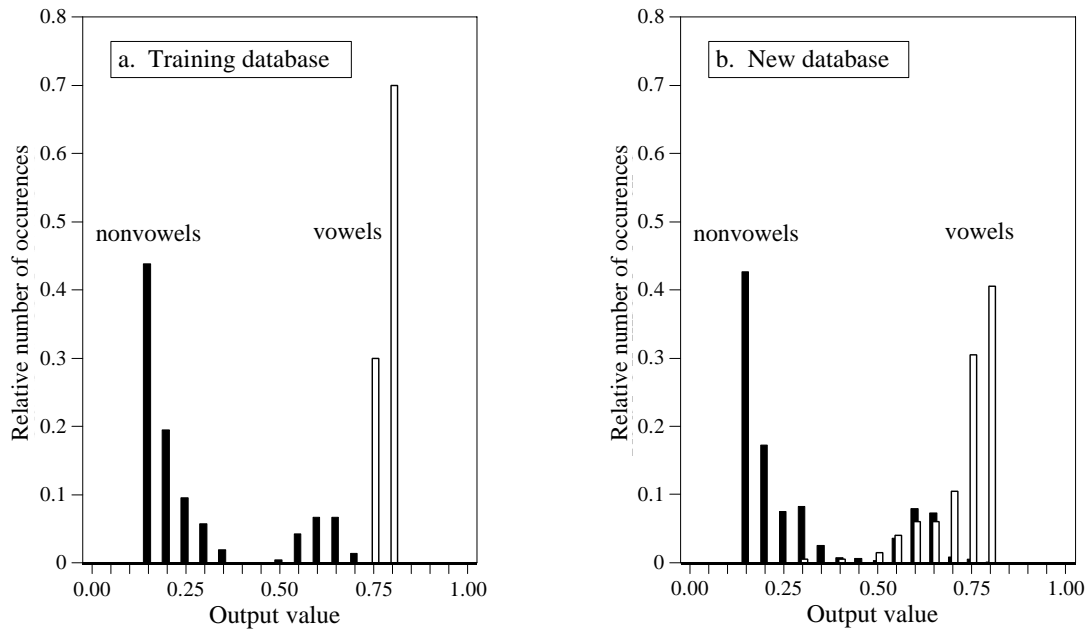 a. Training database
Relative number of occurences
0.8
0.7
0.6
0.5
0.4
0.3
0.2
0.1
0
nonvowels
vowels
0.00 0.25 0.50 0.75 1.00
Output value
b. New database
Relative number of occurences
0.8
0.7
0.6
0.5
0.4
0.3
0.2
0.1
0
nonvowels
vowels
0.00 0.25 0.50 0.75 1.00
Output value